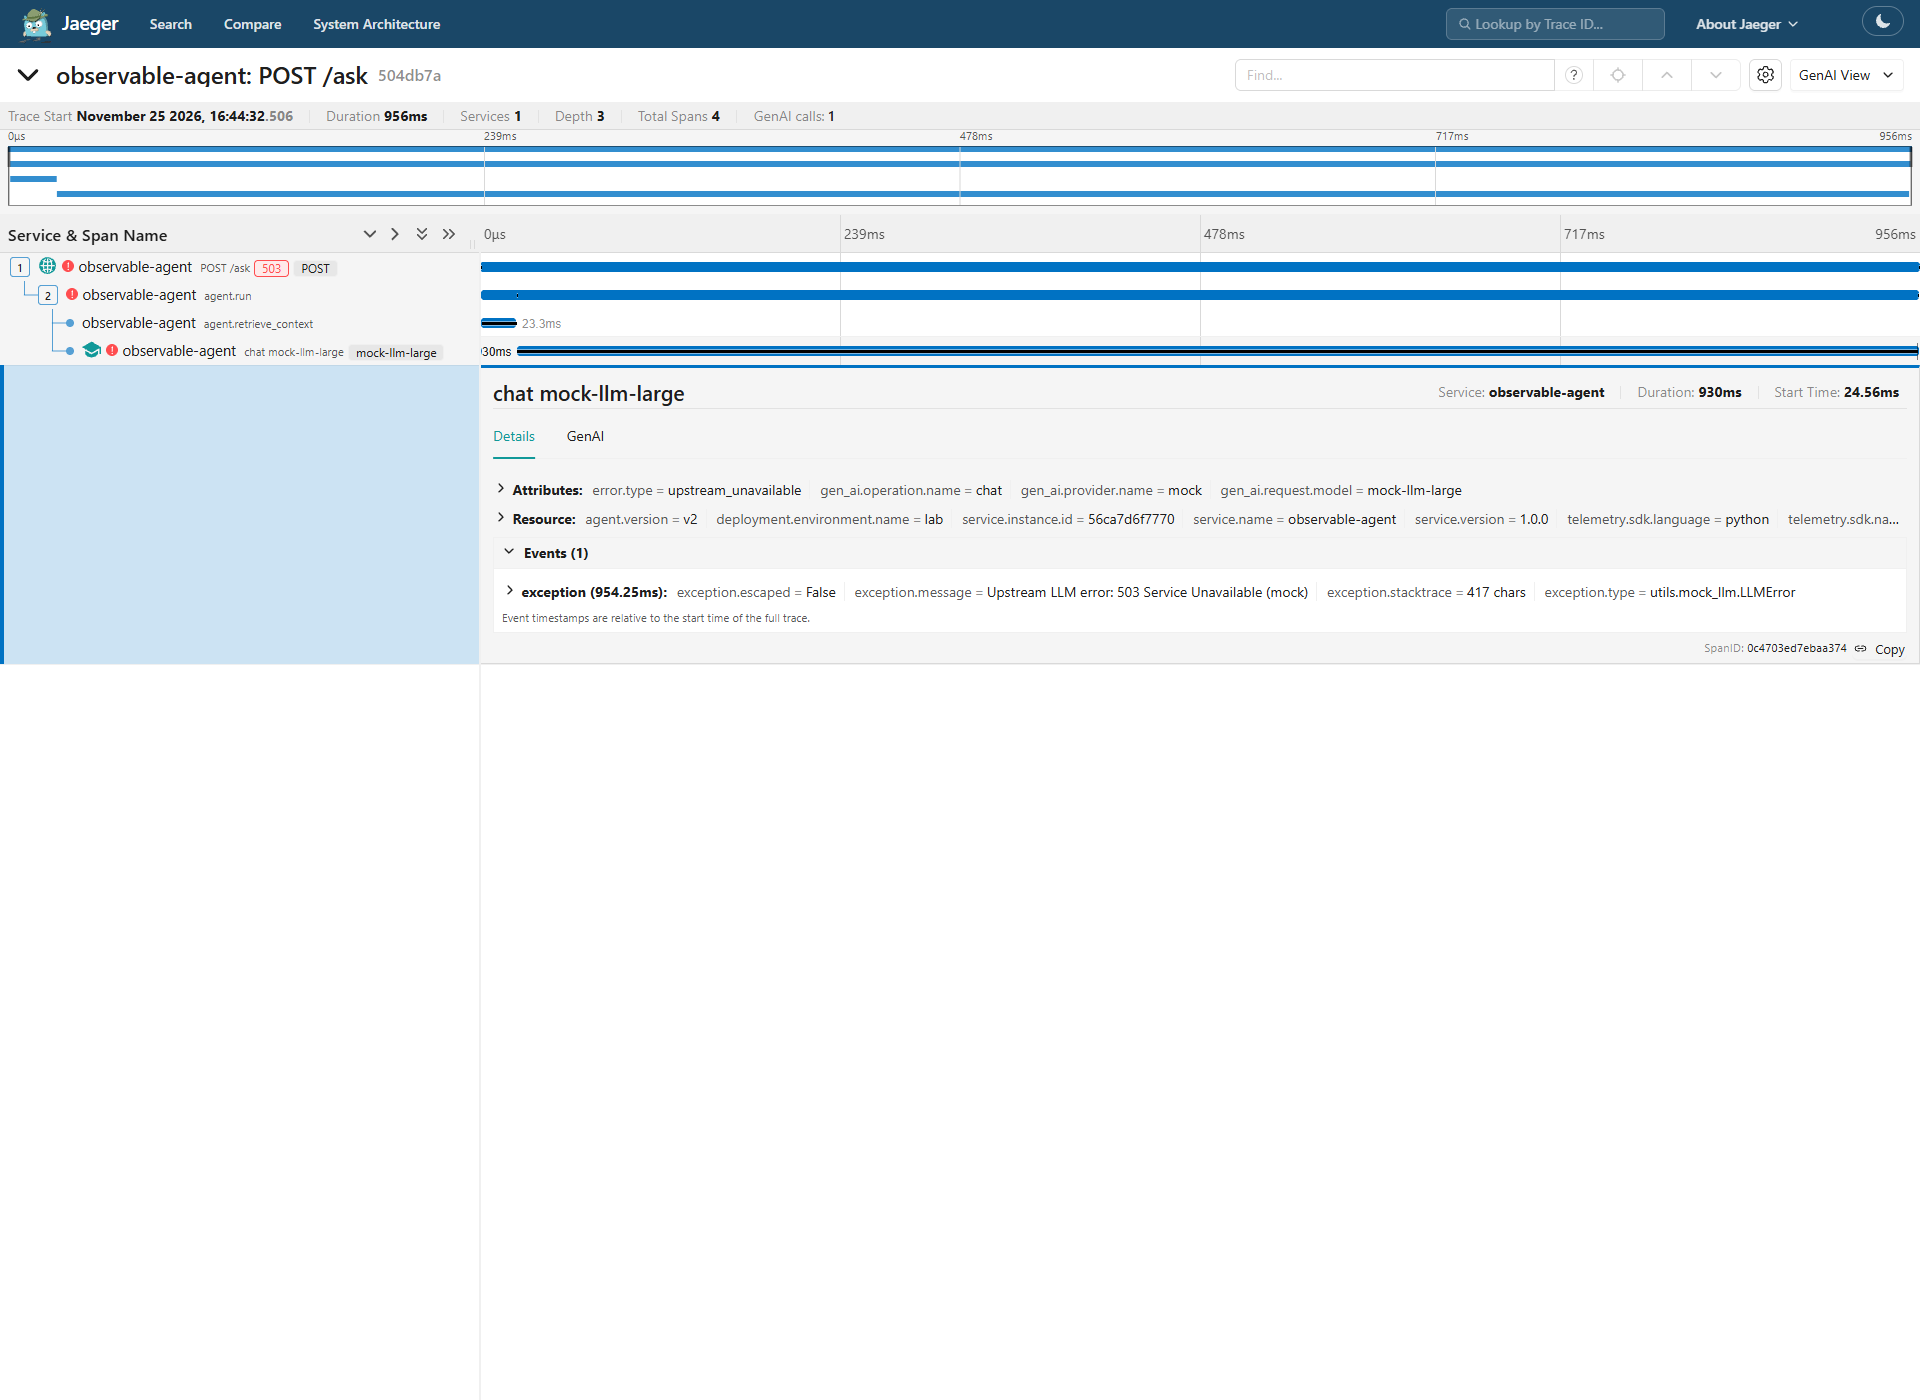 Jaeger Search Compare System Architecture Lookup by Trace ID... About Jaeger
observable-agent: POST /ask 504db7a Find... ? GenAI View
Trace Start November 25 2026, 16:44:32.506 Duration 956ms Services 1 Depth 3 Total Spans 4 GenAI calls: 1
0μs 239ms 478ms 717ms 956ms
Service & Span Name 0μs 239ms 478ms 717ms 956ms
1 observable-agent POST /ask 503 POST
2 observable-agent agent.run
observable-agent agent.retrieve_context 23.3ms
observable-agent chat mock-llm-large mock-llm-large 30ms
chat mock-llm-large Service: observable-agent Duration: 930ms Start Time: 24.56ms
Details GenAI
Attributes: error.type = upstream_unavailable gen_ai.operation.name = chat gen_ai.provider.name = mock gen_ai.request.model = mock-llm-large
Resource: agent.version = v2 deployment.environment.name = lab service.instance.id = 56ca7d6f7770 service.name = observable-agent service.version = 1.0.0 telemetry.sdk.language = python telemetry.sdk.na...
Events (1)
exception (954.25ms): exception.escaped = False exception.message = Upstream LLM error: 503 Service Unavailable (mock) exception.stacktrace = 417 chars exception.type = utils.mock_llm.LLMError
Event timestamps are relative to the start time of the full trace.
SpanID: 0c4703ed7ebaa374 Copy